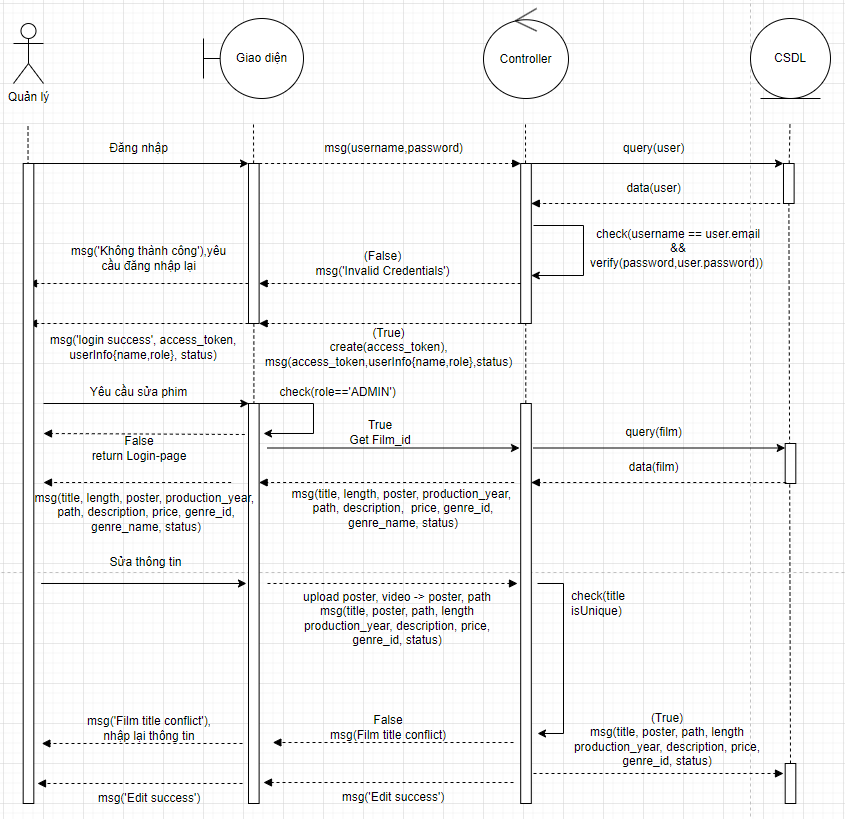 Quản lý
Giao diện
Controller
CSDL
Đăng nhập
msg(username,password)
query(user)
data(user)
check(username == user.email
&&
verify(password,user.password))
(False)
msg('Invalid Credentials')
msg('Không thành công'),yêu
cầu đăng nhập lại
(True)
create(access_token),
msg(access_token,userInfo{name,role},status)
msg('login success', access_token,
userInfo{name,role}, status)
Yêu cầu sửa phim
check(role=='ADMIN')
False
return Login-page
True
Get Film_id
query(film)
data(film)
msg(title, length, poster, production_year,
path, description,  price, genre_id,
genre_name, status)
msg(title, length, poster, production_year,
path, description, price, genre_id,
genre_name, status)
Sửa thông tin
upload poster, video -> poster, path
msg(title, poster, path, length
production_year, description, price,
genre_id, status)
check(title
isUnique)
False
msg(Film title conflict)
msg('Film title conflict'),
nhập lại thông tin
(True)
msg(title, poster, path, length
production_year, description, price,
genre_id, status)
msg('Edit success')
msg('Edit success')